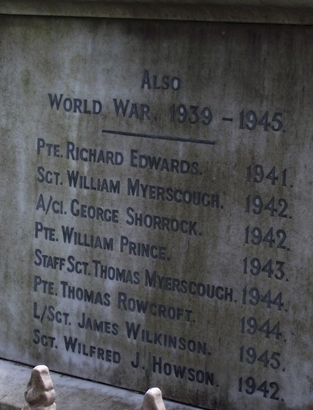 ALSO
WORLD WAR. 1939 - 1945.
PTE. RICHARD EDWARDS. 1941.
SGT. WILLIAM MYERSCOUGH. 1942.
A/CI. GEORGE SHORROCK. 1942.
PTE. WILLIAM PRINCE. 1943.
STAFF SGT. THOMAS MYERSCOUGH. 1944.
PTE. THOMAS ROWCROFT. 1944.
L/SGT. JAMES WILKINSON. 1945.
SGT. WILFRED J. HOWSON. 1942.